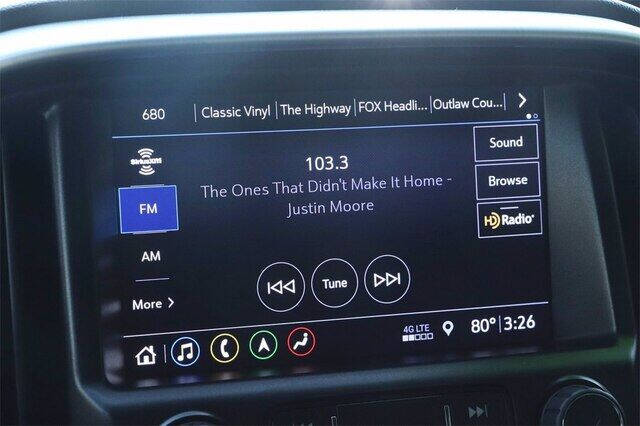 680 Classic Vinyl The Highway FOX Headli... Outlaw Cou...
SiriusXM
FM
AM
More
103.3
The Ones That Didn't Make It Home -
Justin Moore
Tune
Sound
Browse
HD Radio
4G LTE
80° 3:26